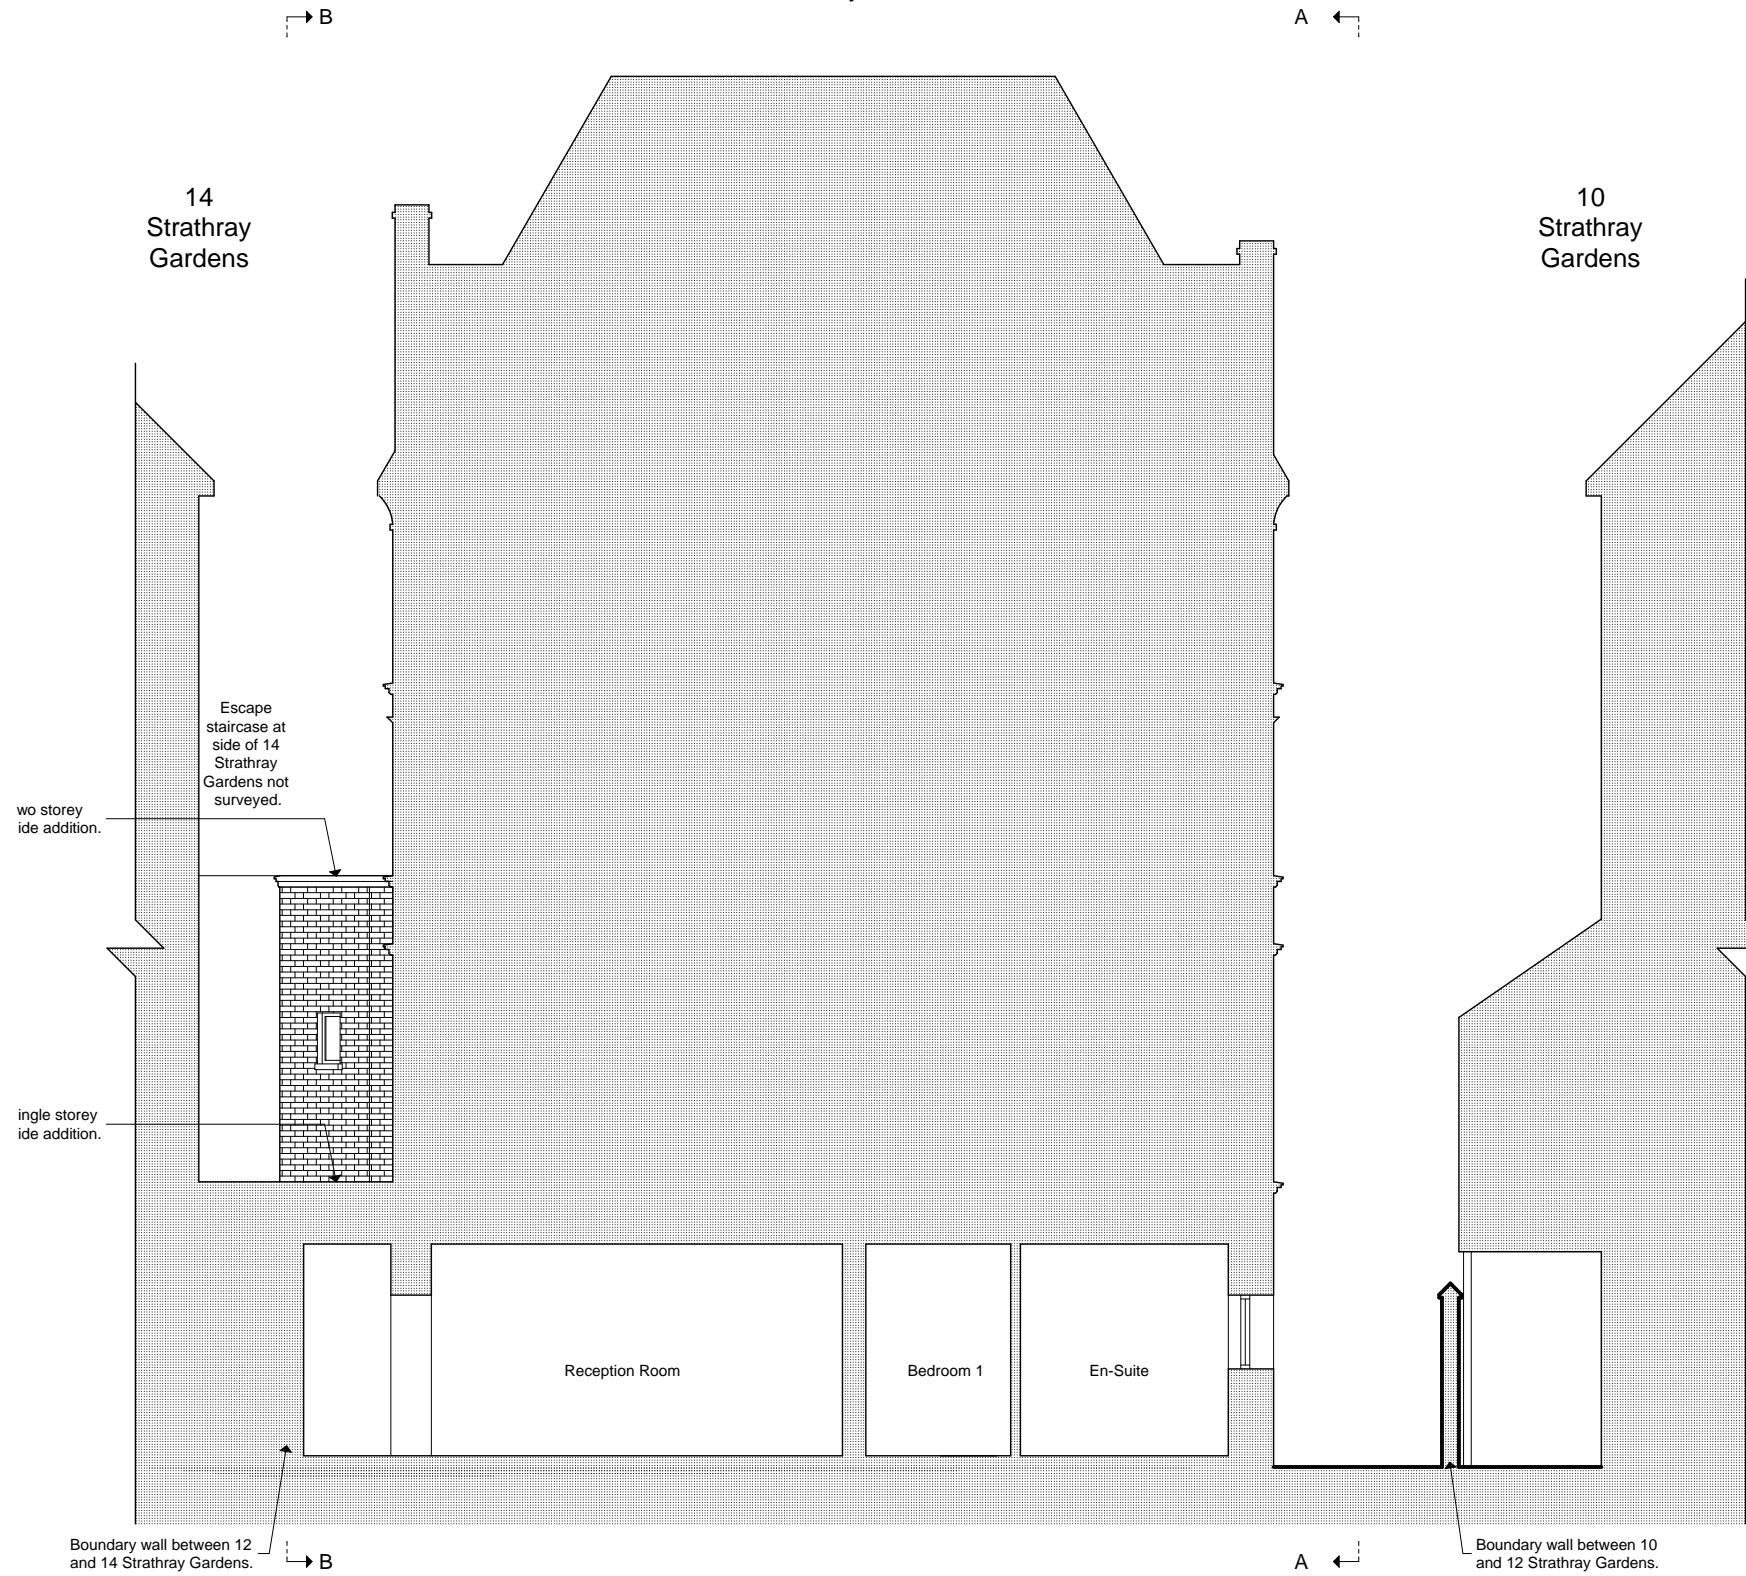 B
A
14
Strathray
Gardens
10
Strathray
Gardens
Escape
staircase at
side of 14
Strathray
Gardens not
surveyed.
wo storey
ide addition.
ingle storey
ide addition.
Reception Room
Bedroom 1
En-Suite
Boundary wall between 12
and 14 Strathray Gardens.
B
A
Boundary wall between 10
and 12 Strathray Gardens.